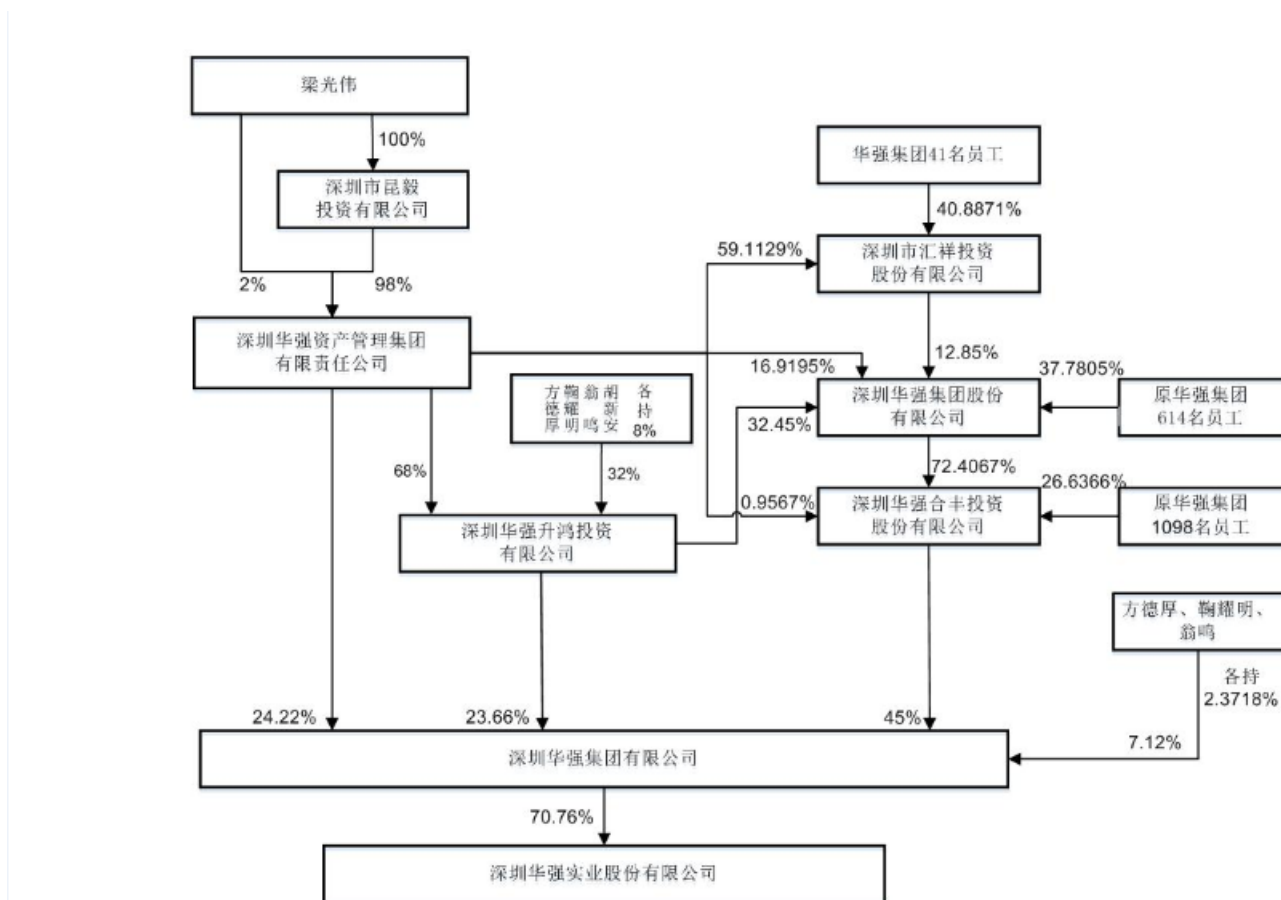 梁光伟
100%
华强集团41名员工
深圳市昆毅
投资有限公司
40.8871%
59.1129%
深圳市汇祥投资
股份有限公司
2%
98%
深圳华强资产管理集团
有限责任公司
12.85%
16.9195%
37.7805%
方德厚
鞠耀明
翁鸣
胡新安
各持
8%
深圳华强集团股份
有限公司
原华强集团
614名员工
32.45%
68%
32%
72.4067%
26.6366%
0.9567%
深圳华强合丰投资
股份有限公司
原华强集团
1098名员工
深圳华强升鸿投资
有限公司
方德厚、鞠耀明、
翁鸣
各持
2.3718%
24.22%
23.66%
45%
7.12%
深圳华强集团有限公司
70.76%
深圳华强实业股份有限公司